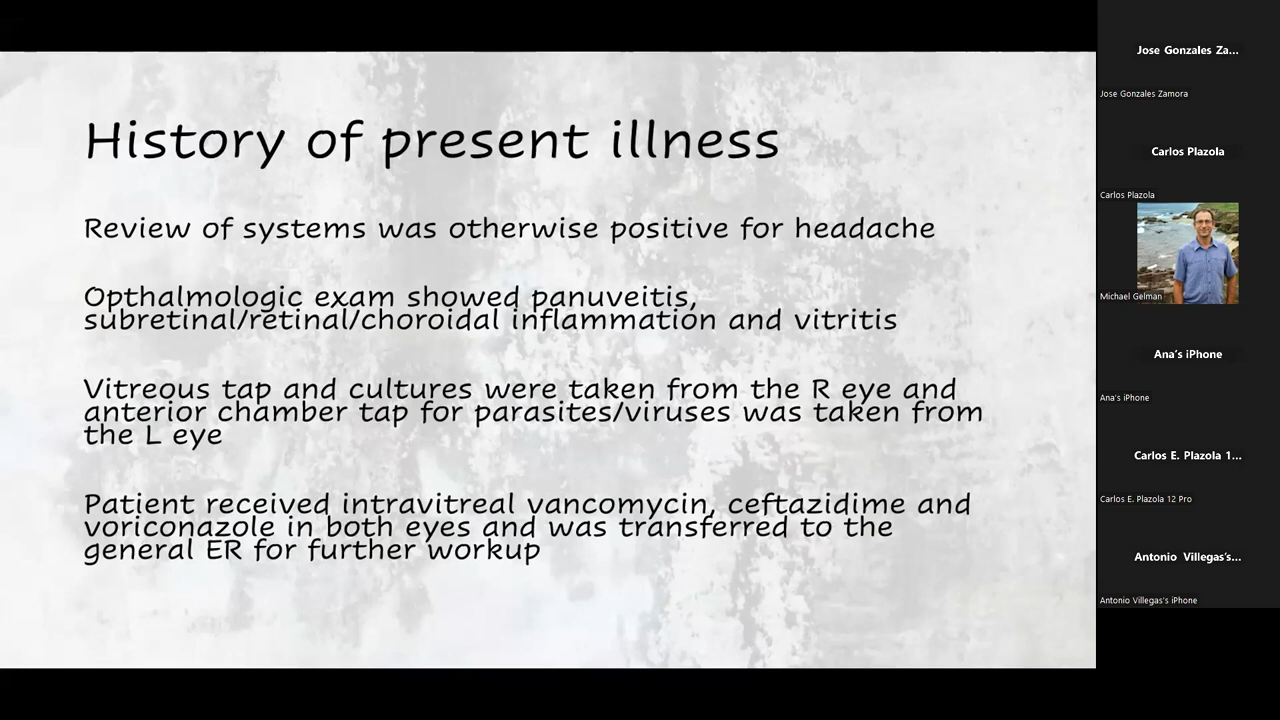 History of present illness
Review of systems was otherwise positive for headache
Opthalmologic exam showed panuveitis,
subretinal/retinal/choroidal inflammation and vitritis
Vitreous tap and cultures were taken from the R eye and
anterior chamber tap for parasites/viruses was taken from
the L eye
Patient received intravitreal vancomycin, ceftazidime and
voriconazole in both eyes and was transferred to the
general ER for further workup
Jose Gonzales Za...
Jose Gonzales Zamora
Carlos Plazola
Carlos Plazola
Michael Gelman
Ana's iPhone
Ana's iPhone
Carlos E. Plazola 1...
Carlos E. Plazola 12 Pro
Antonio Villegas's...
Antonio Villegas's iPhone